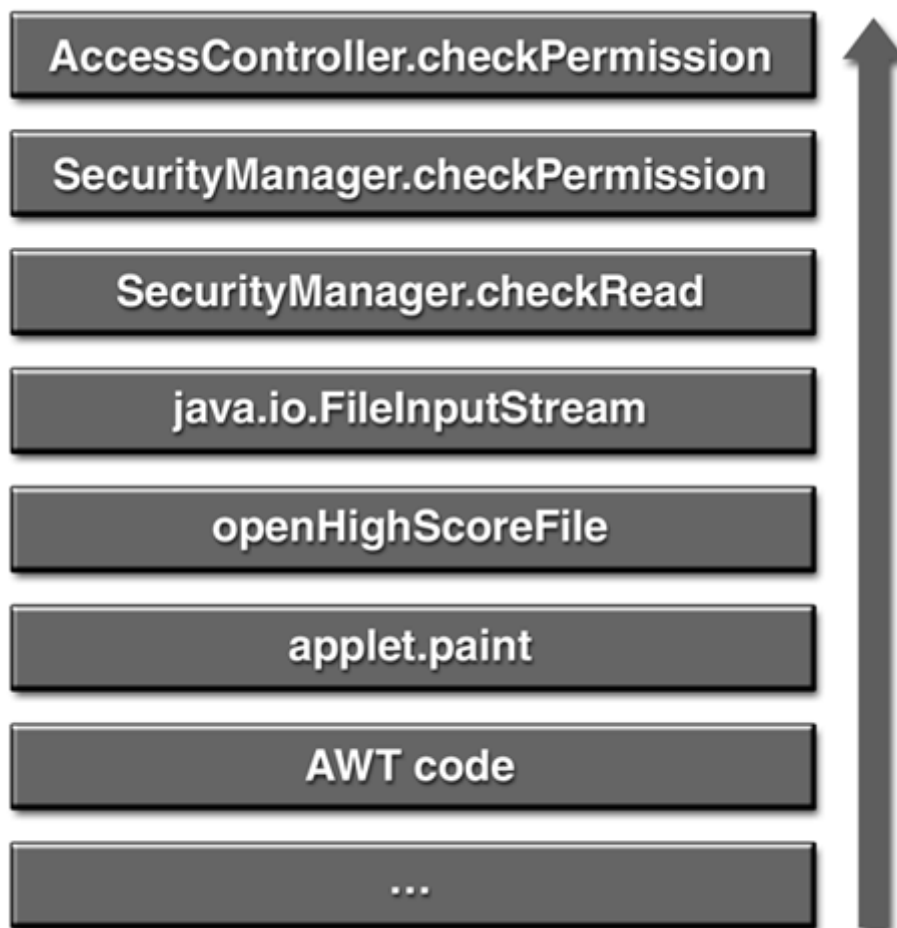 AccessController.checkPermission
SecurityManager.checkPermission
SecurityManager.checkRead
java.io.FileInputStream
openHighScoreFile
applet.paint
AWT code
...